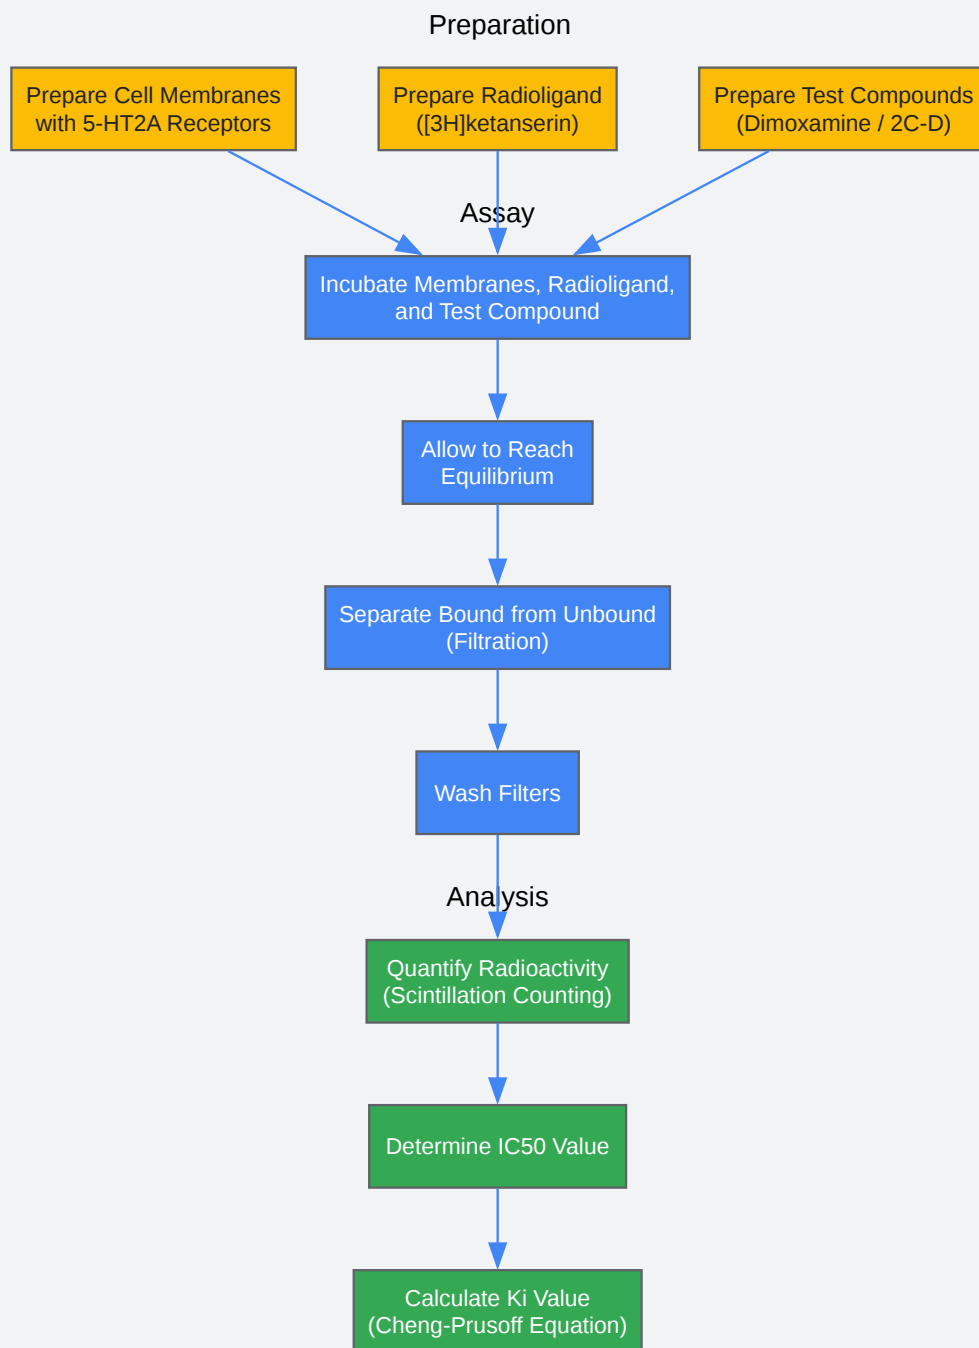 Preparation
Prepare Cell Membranes
with 5-HT2A Receptors
Prepare Radioligand
([3H]ketanserin)
Prepare Test Compounds
(Dimoxamine / 2C-D)
Assay
Incubate Membranes, Radioligand,
and Test Compound
Allow to Reach
Equilibrium
Separate Bound from Unbound
(Filtration)
Wash Filters
Analysis
Quantify Radioactivity
(Scintillation Counting)
Determine IC50 Value
Calculate Ki Value
(Cheng-Prusoff Equation)